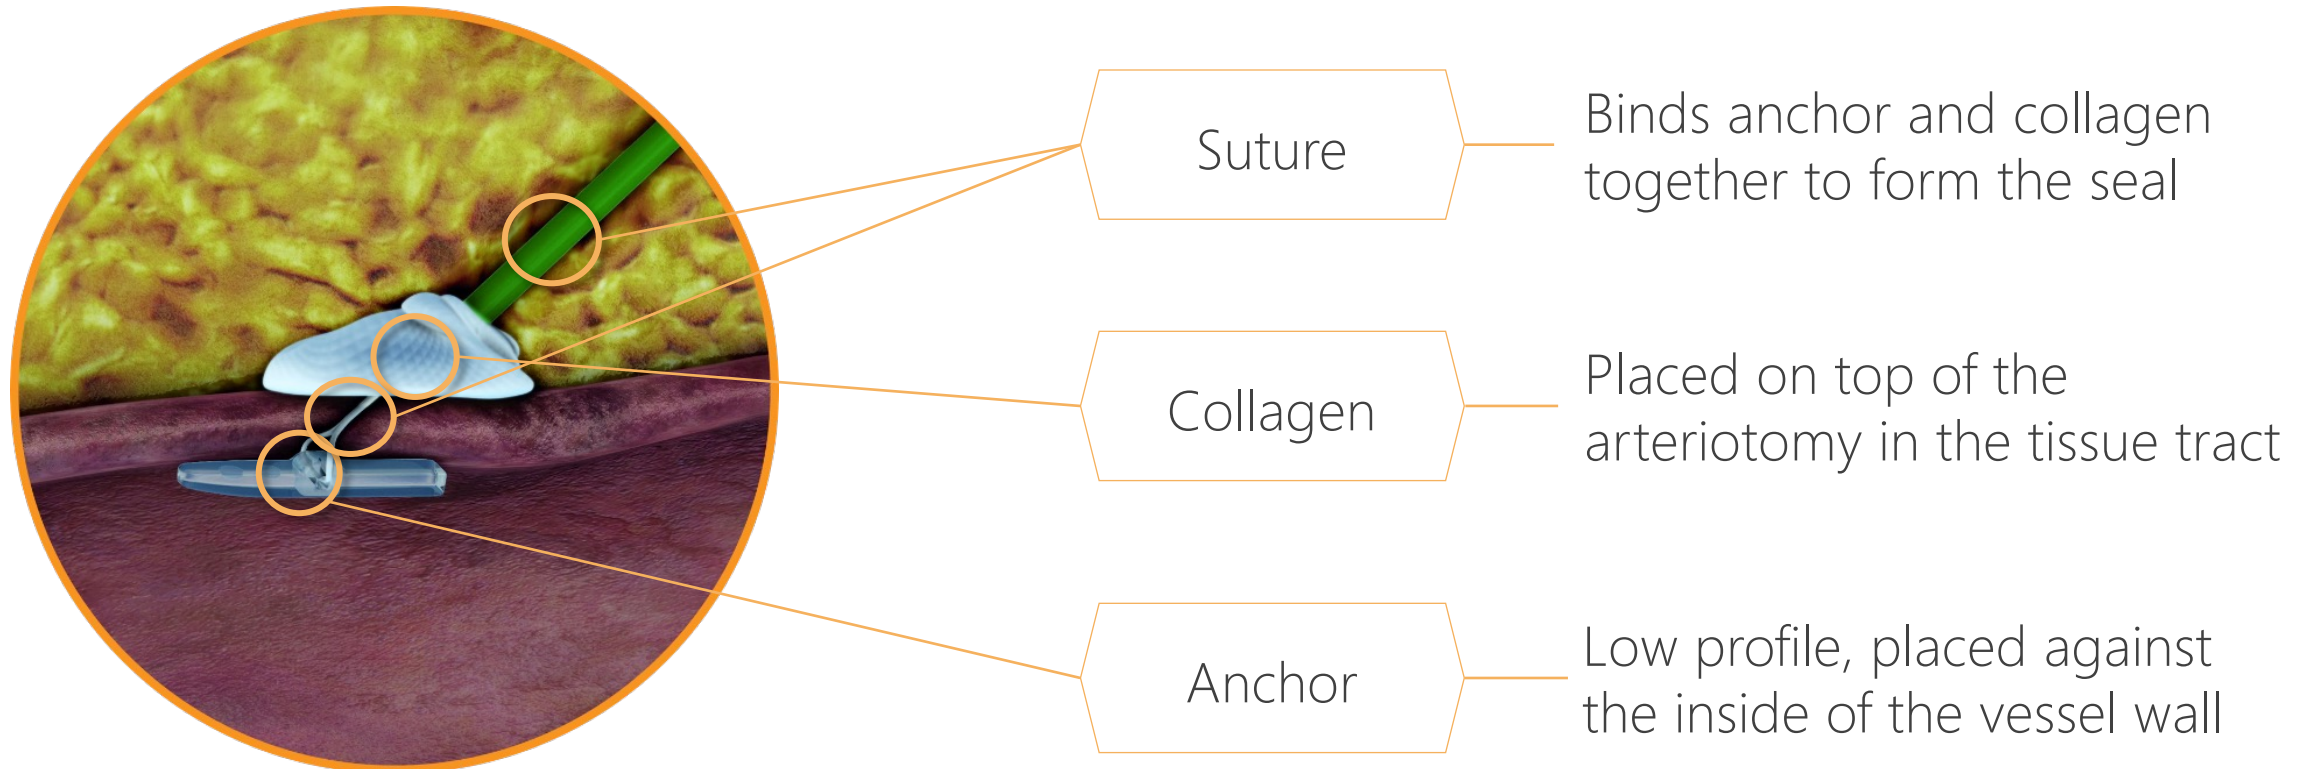 Suture
Binds anchor and collagen
together to form the seal
Collagen
Placed on top of the
arteriotomy in the tissue tract
Anchor
Low profile, placed against
the inside of the vessel wall